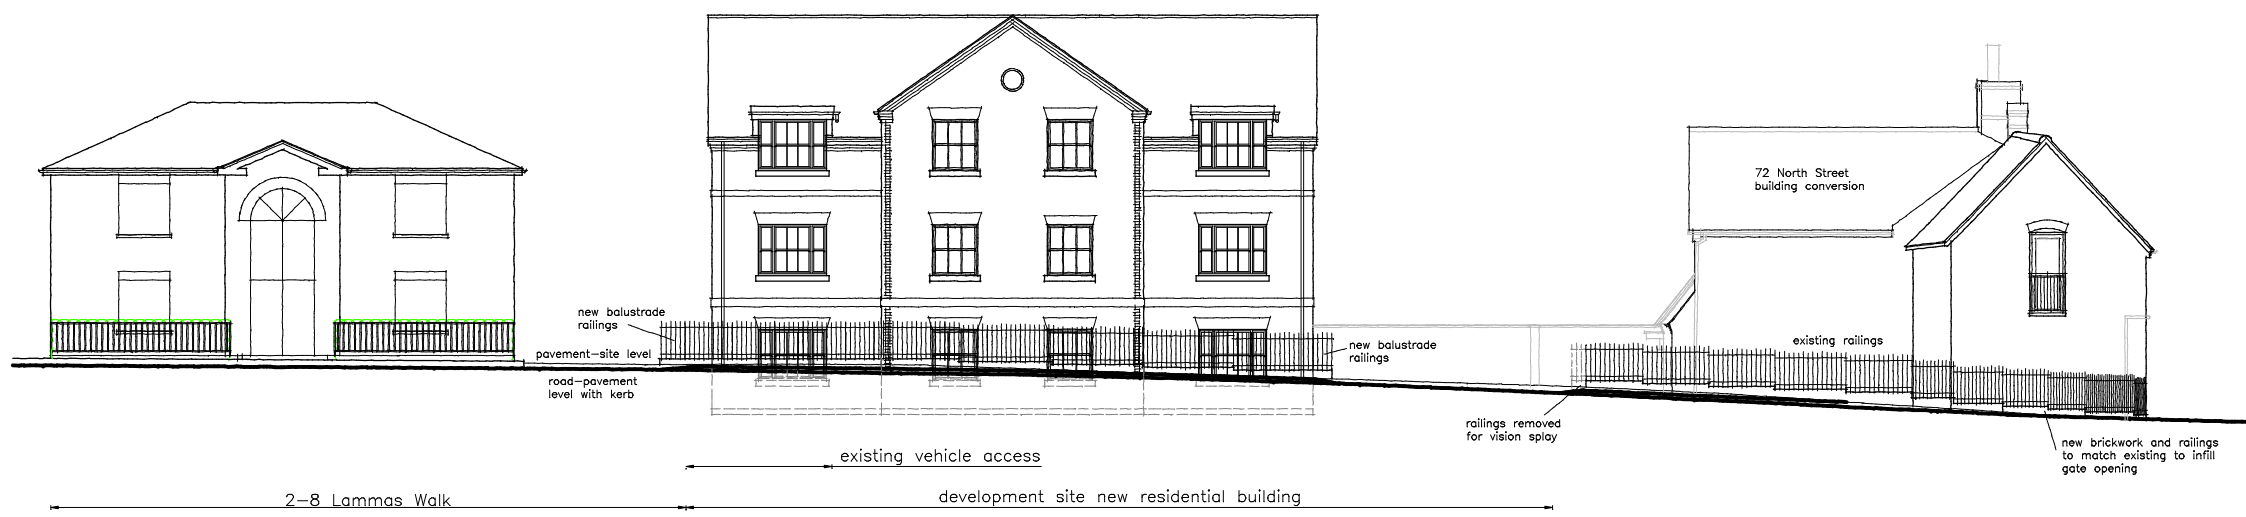 72 North Street
building conversion
new balustrade
railings
pavement-site level
road-pavement
level with kerb
new balustrade
railings
existing railings
railings removed
for vision splay
new brickwork and railings
to match existing to infill
gate opening
existing vehicle access
2-8 Lammas Walk
development site new residential building